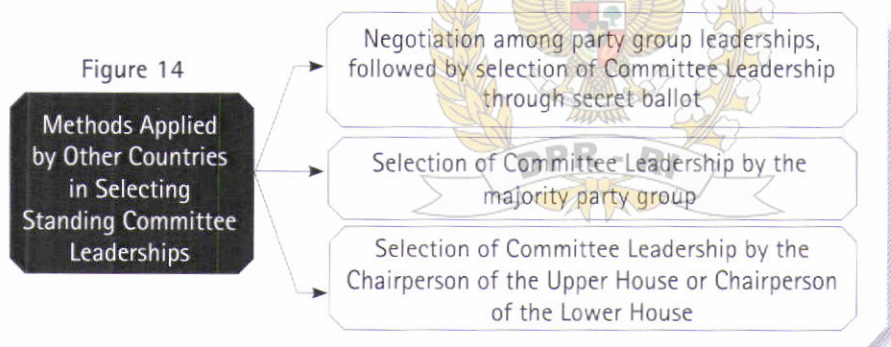 Figure 14
Methods Applied
by Other Countries
in Selecting
Standing Committee
Leaderships
Negotiation among party group leaderships,
followed by selection of Committee Leadership
through secret ballot
Selection of Committee Leadership by the
majority party group
Selection of Committee Leadership by the
Chairperson of the Upper House or Chairperson
of the Lower House
DPR - RI